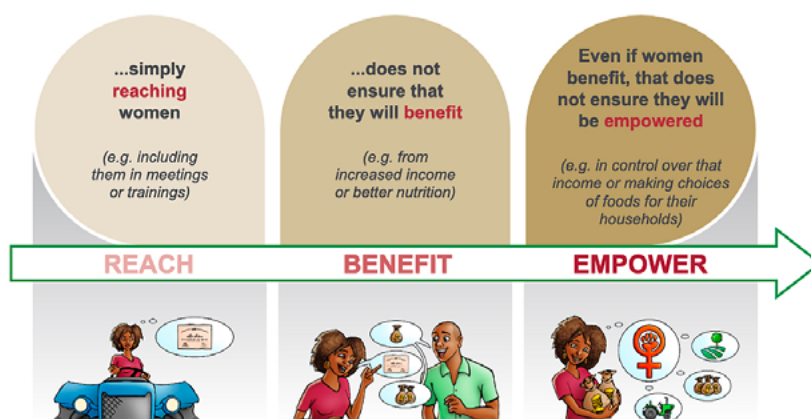 ...simply
reaching
women
(e.g. including
them in meetings
or trainings)
...does not
ensure that
they will benefit
(e.g. from
increased income
or better nutrition)
Even if women
benefit, that does
not ensure they will
be empowered
(e.g. in control over that
income or making choices
of foods for their
households)
REACH
BENEFIT
EMPOWER